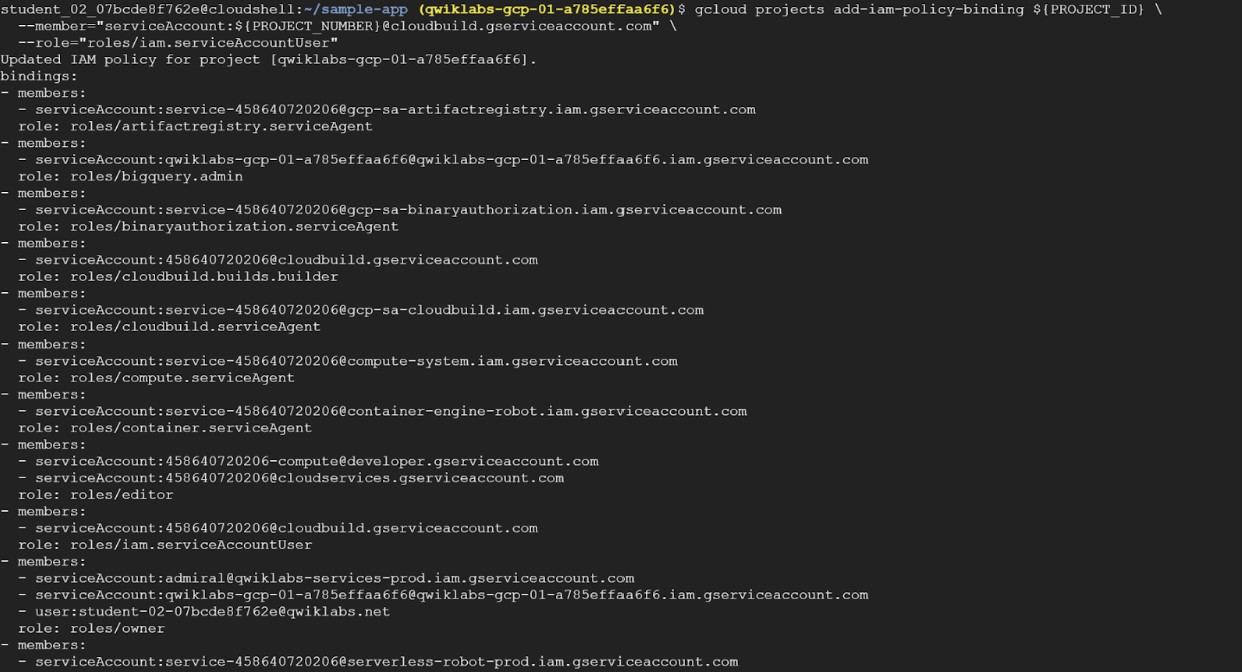 student_02_07bcde8f762e@cloudshell:~/sample-app (qwiklabs-gcp-01-a785effaa6f6)$ gcloud projects add-iam-policy-binding ${PROJECT_ID} \
  --member="serviceAccount:${PROJECT_NUMBER}@cloudbuild.gserviceaccount.com" \
  --role="roles/iam.serviceAccountUser"
Updated IAM policy for project [qwiklabs-gcp-01-a785effaa6f6].
bindings:
- members:
  - serviceAccount:service-458640720206@gcp-sa-artifactregistry.iam.gserviceaccount.com
  role: roles/artifactregistry.serviceAgent
- members:
  - serviceAccount:qwiklabs-gcp-01-a785effaa6f6@qwiklabs-gcp-01-a785effaa6f6.iam.gserviceaccount.com
  role: roles/bigquery.admin
- members:
  - serviceAccount:service-458640720206@gcp-sa-binaryauthorization.iam.gserviceaccount.com
  role: roles/binaryauthorization.serviceAgent
- members:
  - serviceAccount:458640720206@cloudbuild.gserviceaccount.com
  role: roles/cloudbuild.builds.builder
- members:
  - serviceAccount:service-458640720206@gcp-sa-cloudbuild.iam.gserviceaccount.com
  role: roles/cloudbuild.serviceAgent
- members:
  - serviceAccount:service-458640720206@compute-system.iam.gserviceaccount.com
  role: roles/compute.serviceAgent
- members:
  - serviceAccount:service-458640720206@container-engine-robot.iam.gserviceaccount.com
  role: roles/container.serviceAgent
- members:
  - serviceAccount:458640720206-compute@developer.gserviceaccount.com
  - serviceAccount:458640720206@cloudservices.gserviceaccount.com
  role: roles/editor
- members:
  - serviceAccount:458640720206@cloudbuild.gserviceaccount.com
  role: roles/iam.serviceAccountUser
- members:
  - serviceAccount:admiral@qwiklabs-services-prod.iam.gserviceaccount.com
  - serviceAccount:qwiklabs-gcp-01-a785effaa6f6@qwiklabs-gcp-01-a785effaa6f6.iam.gserviceaccount.com
  - user:student-02-07bcde8f762e@qwiklabs.net
  role: roles/owner
- members:
  - serviceAccount:service-458640720206@serverless-robot-prod.iam.gserviceaccount.com